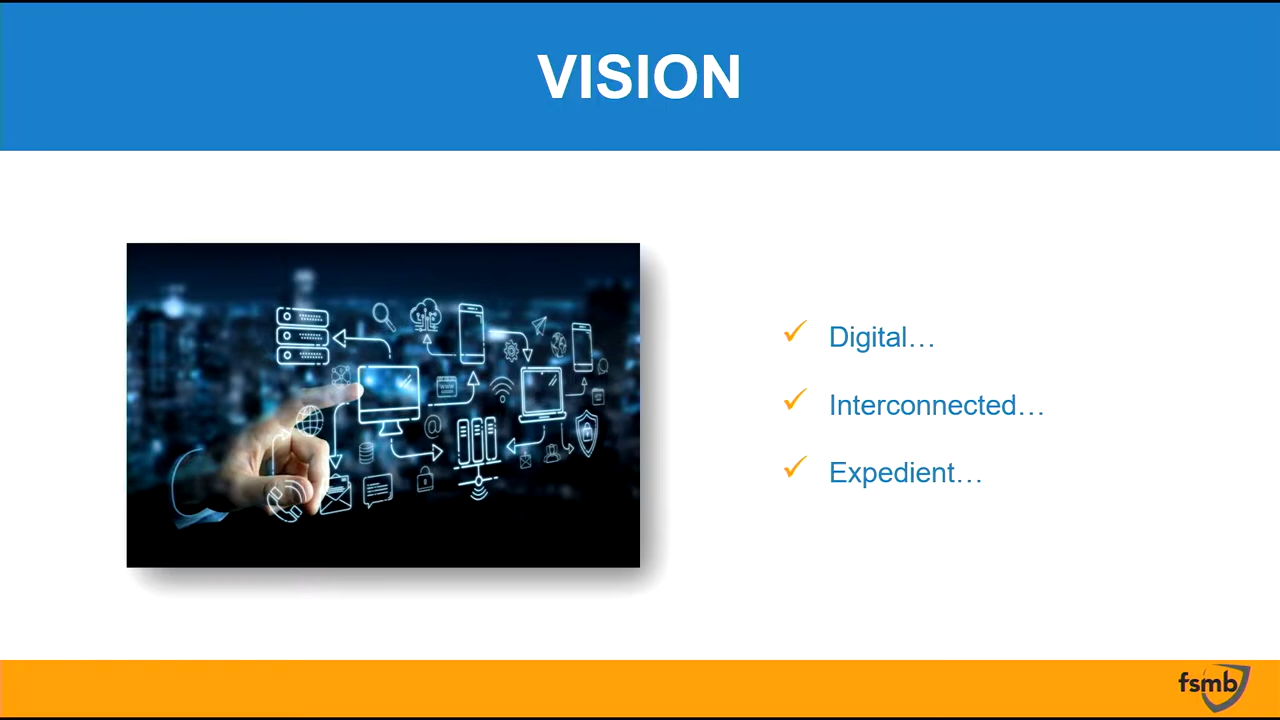 VISION
Digital…
Interconnected…
Expedient…
fsmb